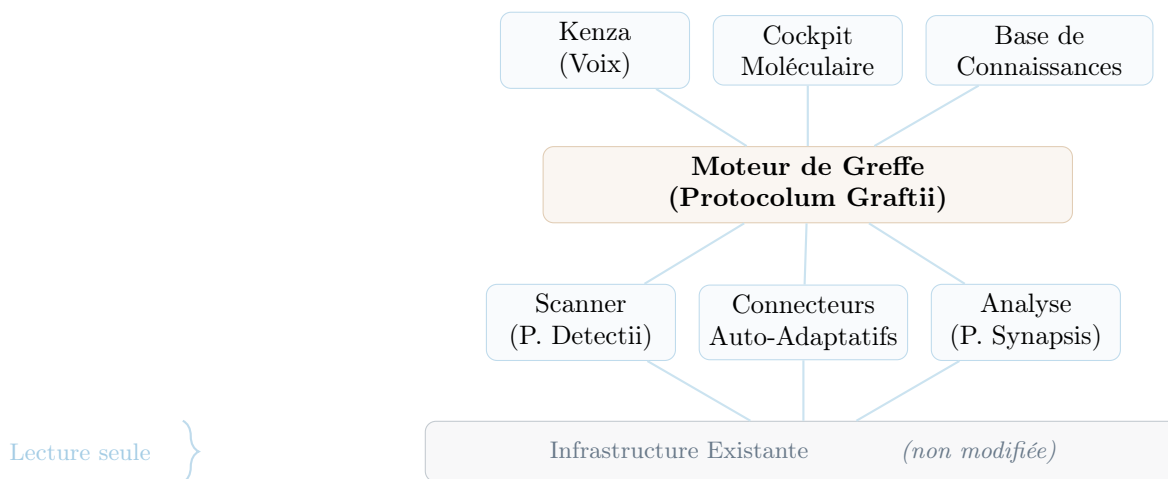 Kenza
(Voix)
Cockpit
Moléculaire
Base de
Connaissances
Moteur de Greffe
(Protocolum Graftii)
Scanner
(P. Detectii)
Connecteurs
Auto-Adaptatifs
Analyse
(P. Synapsis)
Lecture seule
Infrastructure Existante
(non modifiée)